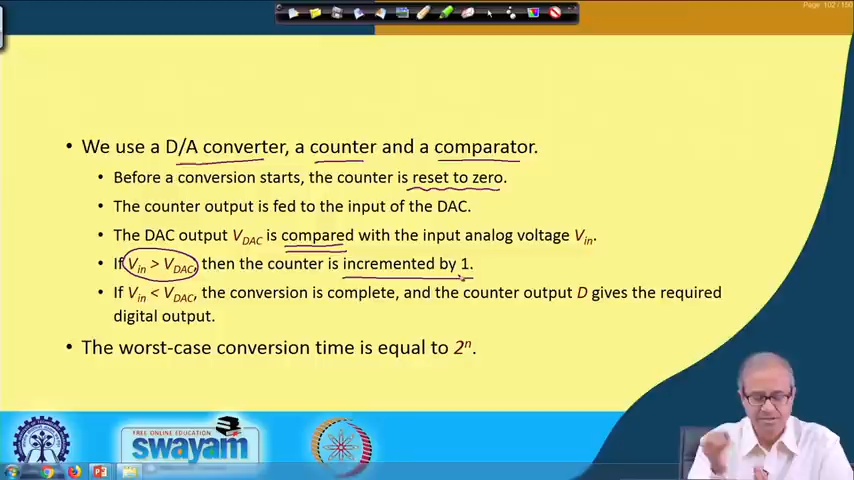 Page: 102 / 150
• We use a D/A converter, a counter and a comparator.
• Before a conversion starts, the counter is reset to zero.
• The counter output is fed to the input of the DAC.
• The DAC output VDAC is compared with the input analog voltage Vin.
• If Vin > VDAC, then the counter is incremented by 1.
• If Vin < VDAC, the conversion is complete, and the counter output D gives the required
digital output.
• The worst-case conversion time is equal to 2ⁿ.
FREE ONLINE EDUCATION
swayam